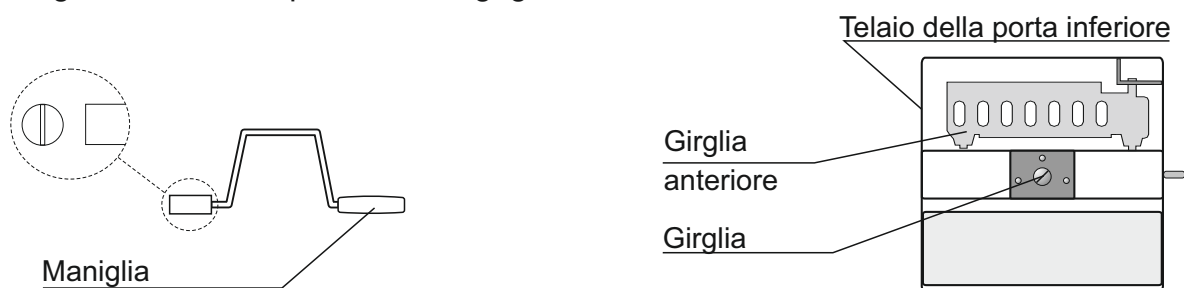 Telaio della porta inferiore
Girglia
anteriore
Girglia
Maniglia